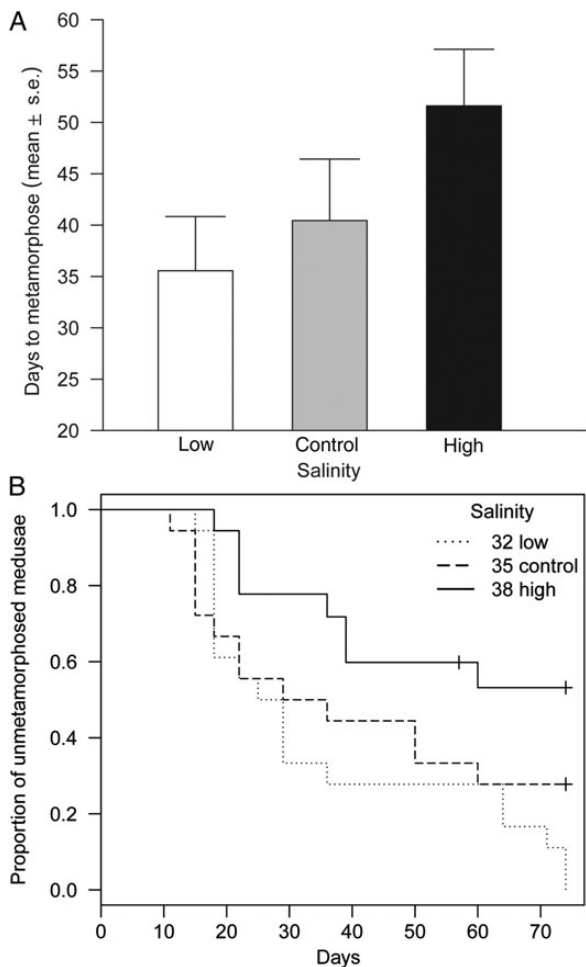 A
Days to metamorphose (mean ± s.e.)
60
55
50
45
40
35
30
25
20
Low Control High
Salinity
B
Proportion of unmetamorphosed medusae
1.0
0.8
0.6
0.4
0.2
0.0
Salinity
32 low
35 control
38 high
0 10 20 30 40 50 60 70
Days